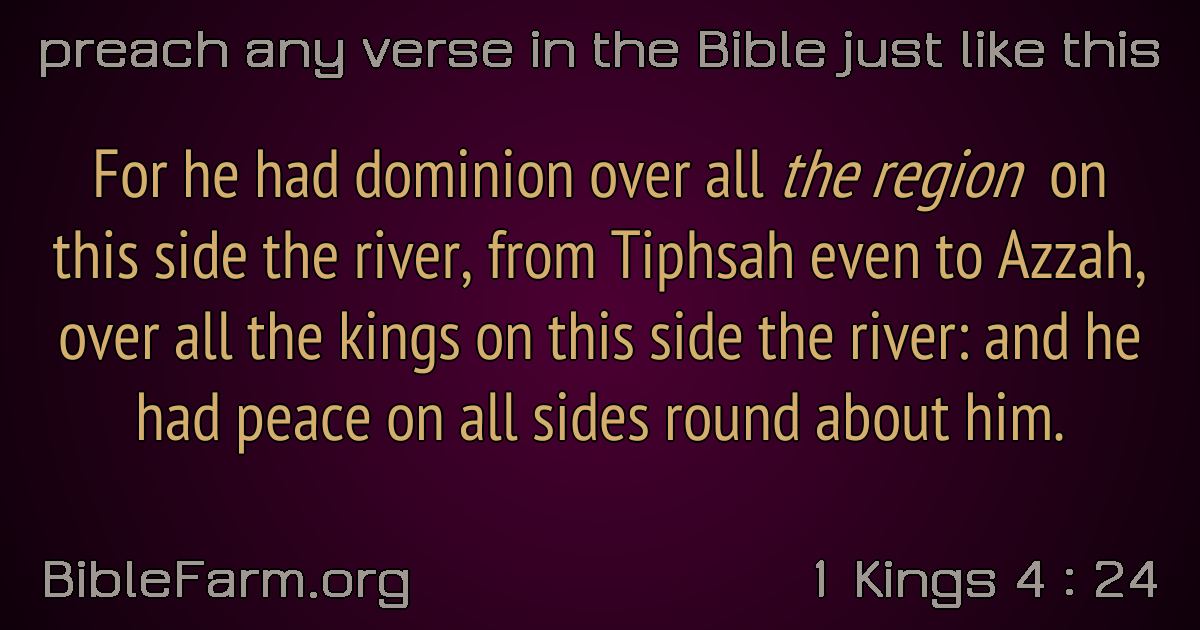 preach any verse in the Bible just like this
For he had dominion over all the region on
this side the river, from Tiphsah even to Azzah,
over all the kings on this side the river: and he
had peace on all sides round about him.
BibleFarm.org
1 Kings 4 : 24